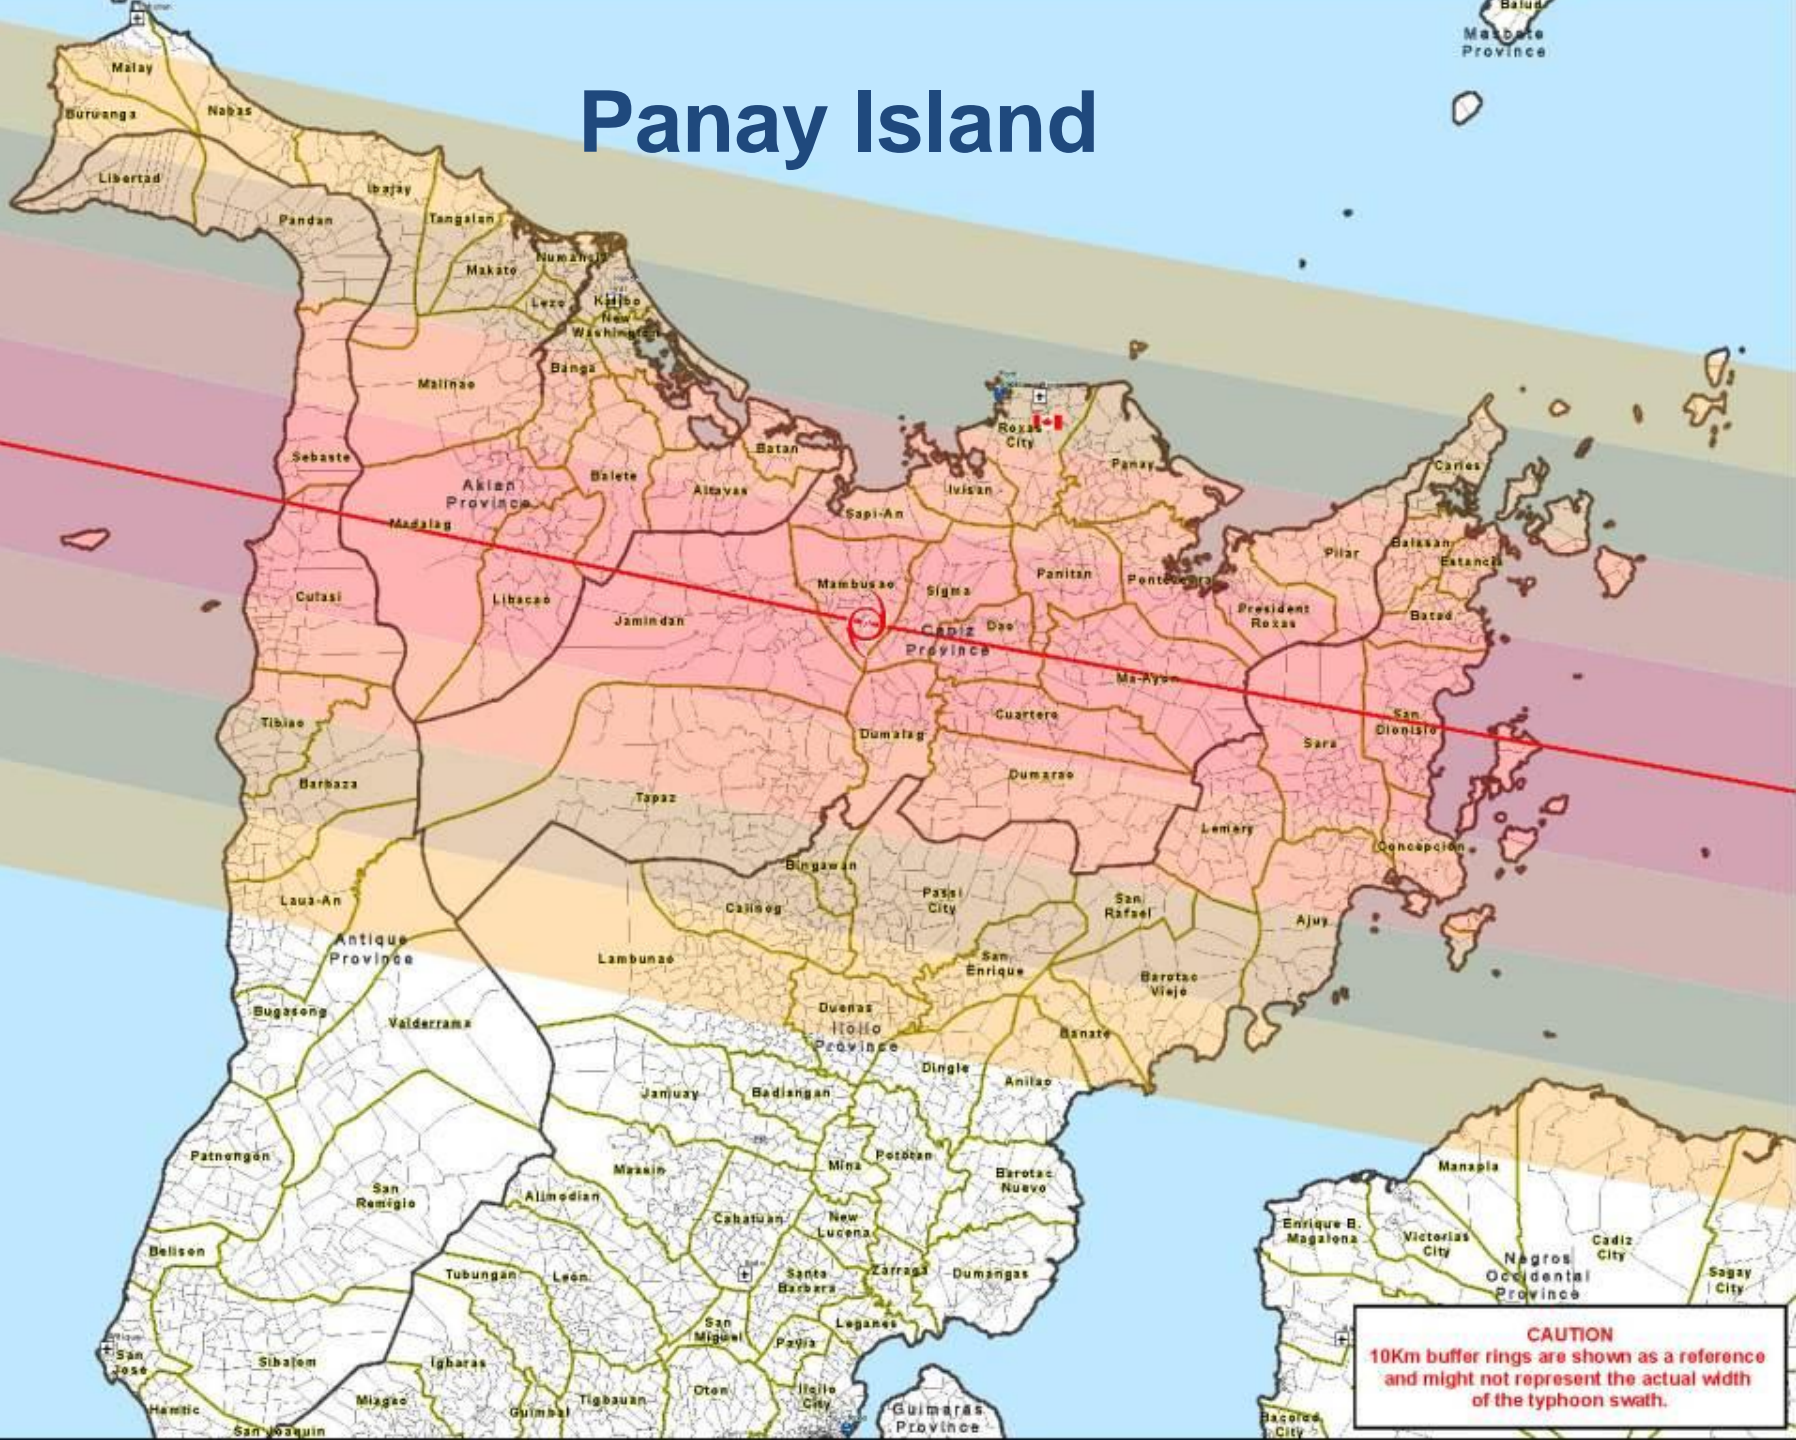 Balud
Masbate
Province
Panay Island
Malay
Buruanga
Nabas
Libertad
Ibajay
Pandan
Tangalan
Makato
Lezo
Kalibo
New
Washington
Banga
Malinao
Batan
Roxas
City
Panay
Carles
Sebaste
Balete
Altavas
Ivisan
Aklan
Province
Sapi-An
Madalag
Pilar
Balasan
Estancia
Culasi
Libacao
Mambusao
Sigma
Panitan
Pontevedra
President
Roxas
Batad
Jamindan
Dao
Capiz
Province
Ma-Ayon
Tibiao
Dumalag
Cuartero
San
Dionisio
Sara
Barbaza
Tapaz
Dumarao
Lemery
Concepcion
Bingawan
Laua-An
Calinog
Passi
City
San
Rafael
Ajuy
Antique
Province
Lambunao
San
Enrique
Barotac
Viejo
Bugasong
Valderrama
Duenas
Iloilo
Province
Banate
Dingle
Anilao
Janiuay
Badiangan
Patnongon
Maasin
Mina
Pototan
Barotac
Nuevo
Manapla
San
Remigio
Alimodian
Cabatuan
New
Lucena
Enrique B.
Magalona
Victorias
City
Cadiz
City
Belison
Negros
Occidental
Province
Tubungan
Leon
Santa
Barbara
Zarraga
Dumangas
Sagay
City
San
Miguel
Pavia
Leganes
San
Jose
Sibalom
Igbaras
CAUTION
10Km buffer rings are shown as a reference
and might not represent the actual width
of the typhoon swath.
Miagao
Guimbal
Tigbauan
Oton
Iloilo
City
Hamtic
San Joaquin
Guimaras
Province
Bacolod
City